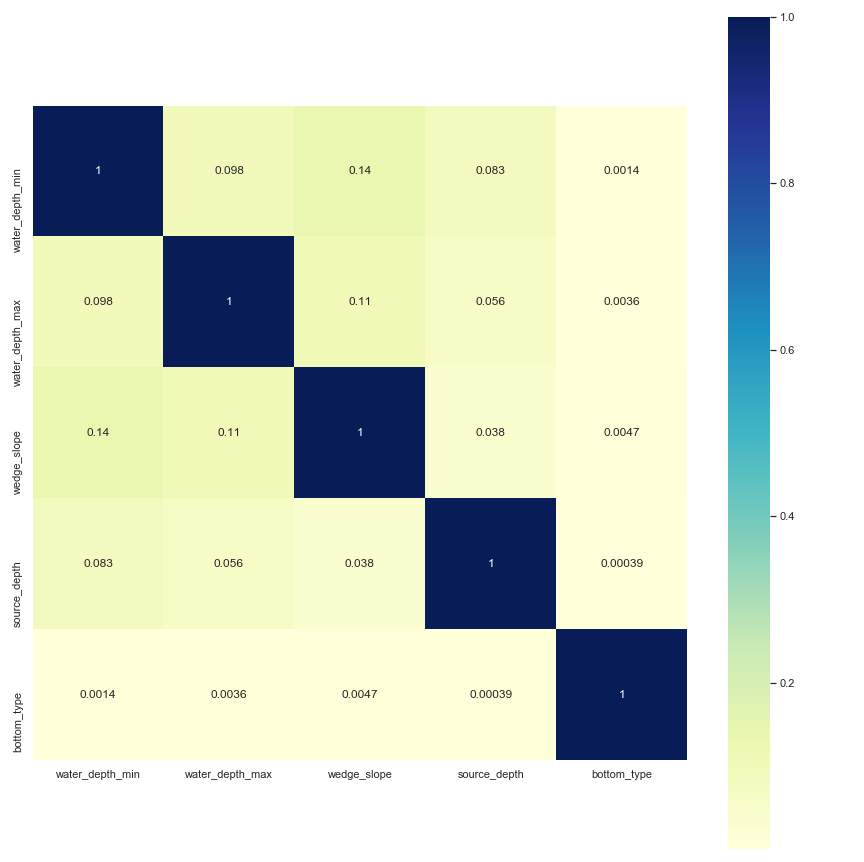 1.0
water_depth_min 1 0.098 0.14 0.083 0.0014
0.8
water_depth_max 0.098 1 0.11 0.056 0.0036
0.6
wedge_slope 0.14 0.11 1 0.038 0.0047
0.4
source_depth 0.083 0.056 0.038 1 0.00039
0.2
bottom_type 0.0014 0.0036 0.0047 0.00039 1
water_depth_min water_depth_max wedge_slope source_depth bottom_type